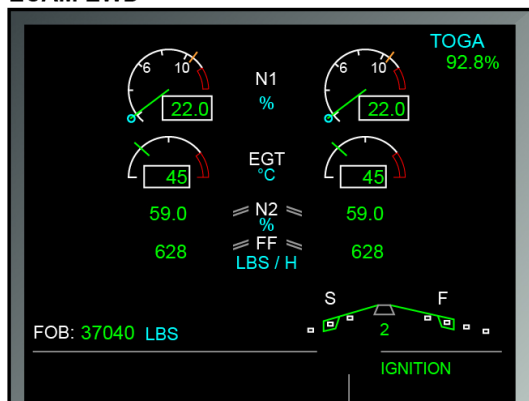 ECAM EWD
TOGA
92.8%
6 10 N1 6 10
22.0 % 22.0
EGT
45 °C 45
59.0 N2 59.0
%
628 FF 628
LBS / H
S F
FOB: 37040 LBS 2
IGNITION